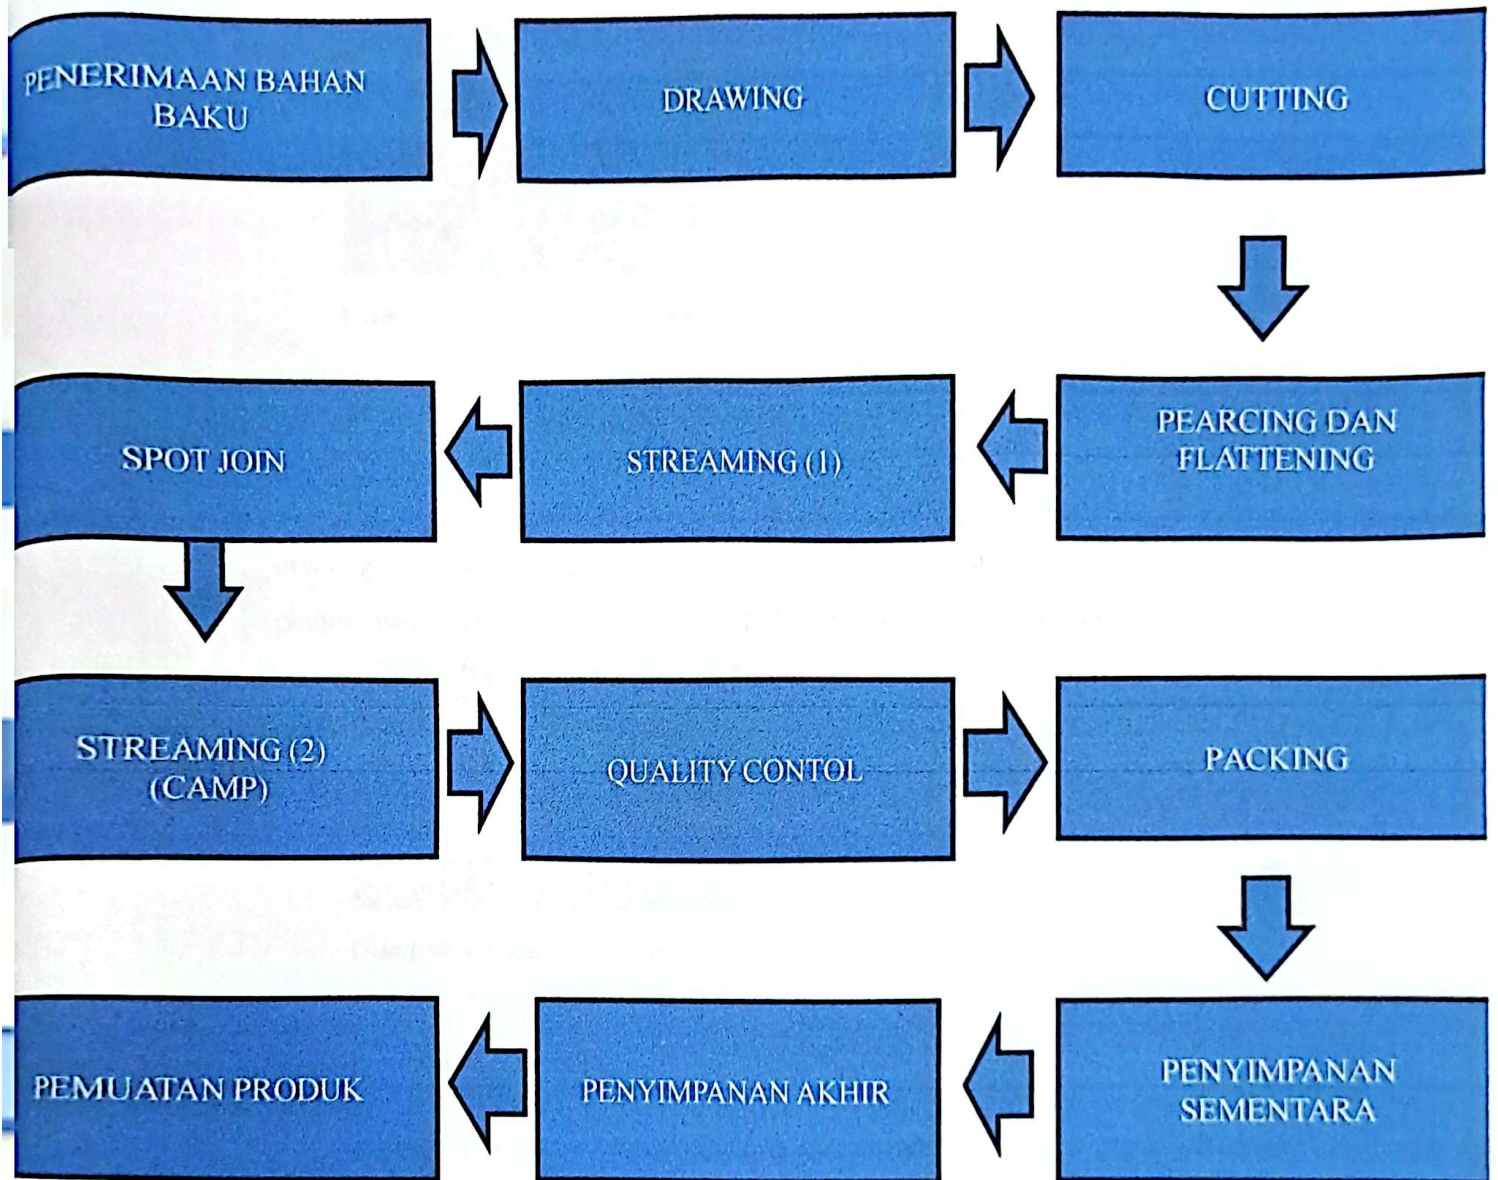 PENERIMAAN BAHAN
BAKU
DRAWING
CUTTING
PEARCING DAN
FLATTENING
STREAMING (1)
SPOT JOIN
STREAMING (2)
(CAMP)
QUALITY CONTOL
PACKING
PENYIMPANAN
SEMENTARA
PENYIMPANAN AKHIR
PEMUATAN PRODUK